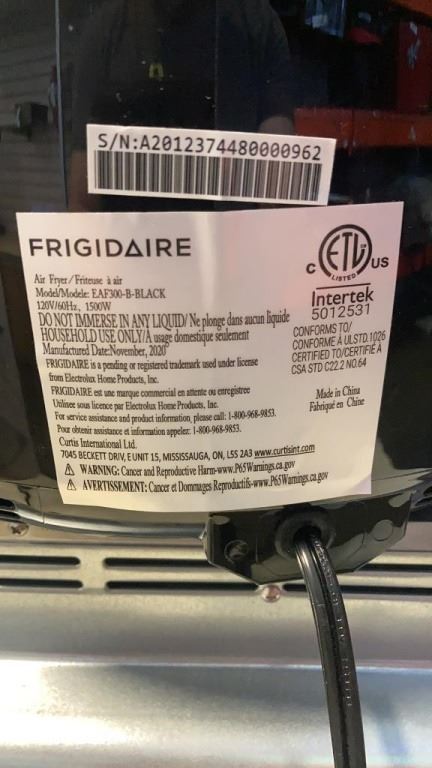 S/N:A2012374480000962
FRIGIDAIRE
Air Fryer/Friteuse à air
Model/Modele: EAF300-B-BLACK
120V/60Hz, 1500W
DO NOT IMMERSE IN ANY LIQUID/ Ne plonge dans aucun liquide
HOUSEHOLD USE ONLY/A usage domestique seulement
Manufactured Date:November, 2020
FRIGIDAIRE is a pending or registered trademark used under license
from Electrolux Home Products, Inc.
FRIGIDAIRE est une marque commercial en attente ou enregistree
Utilisee sous licence par Electrolux Home Products, Inc.
For service assistance and product information, please call: 1-800-968-9853.
Pour obtenir assistance et information appelez: 1-800-968-9853.
Curtis International Ltd.
7045 BECKETT DRIV, E UNIT 15, MISSISSAUGA, ON, L5S 2A3 www.curtisint.com
WARNING: Cancer and Reproductive Harm-www.P65Warnings.ca.gov
AVERTISSEMENT: Cancer et Dommages Reproductifs-www.P65Warnings.ca.gov
C ETL US
LISTED
Intertek
5012531
CONFORMS TO/
CONFORME À ULSTD.1026
CERTIFIED TO/CERTIFIÉ À
CSA STD C22.2 NO.64
Made in China
Fabriqué en Chine